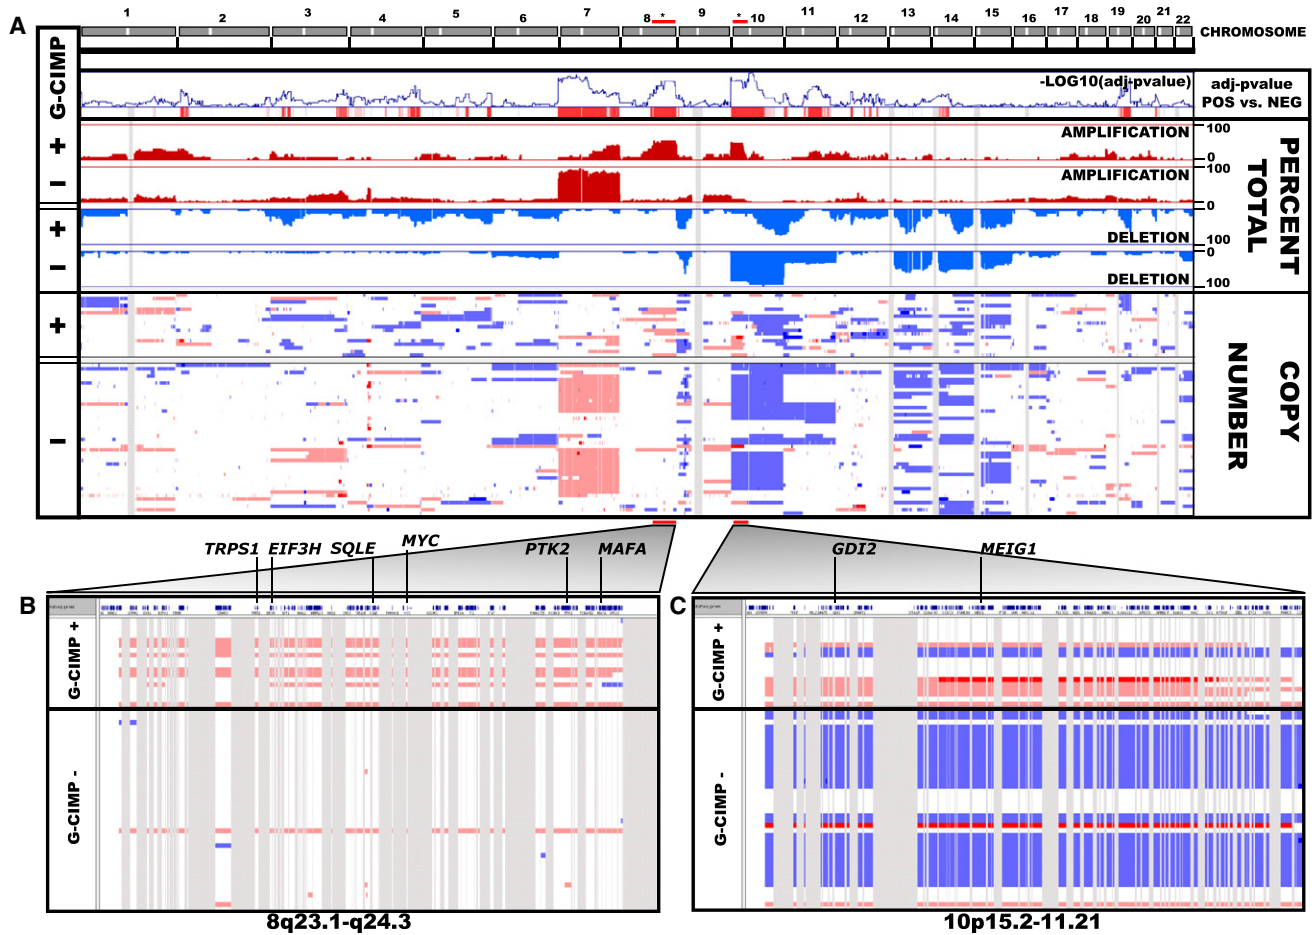 A
1 2 3 4 5 6 7 8 * 9 * 10 11 12 13 14 15 16 17 18 19 20 21 22
CHROMOSOME
G-CIMP
-LOG10(adj-pvalue)
adj-pvalue
POS vs. NEG
+
AMPLIFICATION
100
0
−
AMPLIFICATION
100
0
+
DELETION
100
−
0
DELETION
100
PERCENT
TOTAL
+
−
COPY
NUMBER
TRPS1 EIF3H SQLE MYC PTK2 MAFA
GDI2 MEIG1
B
G-CIMP +
G-CIMP -
8q23.1-q24.3
C
G-CIMP +
G-CIMP -
10p15.2-11.21